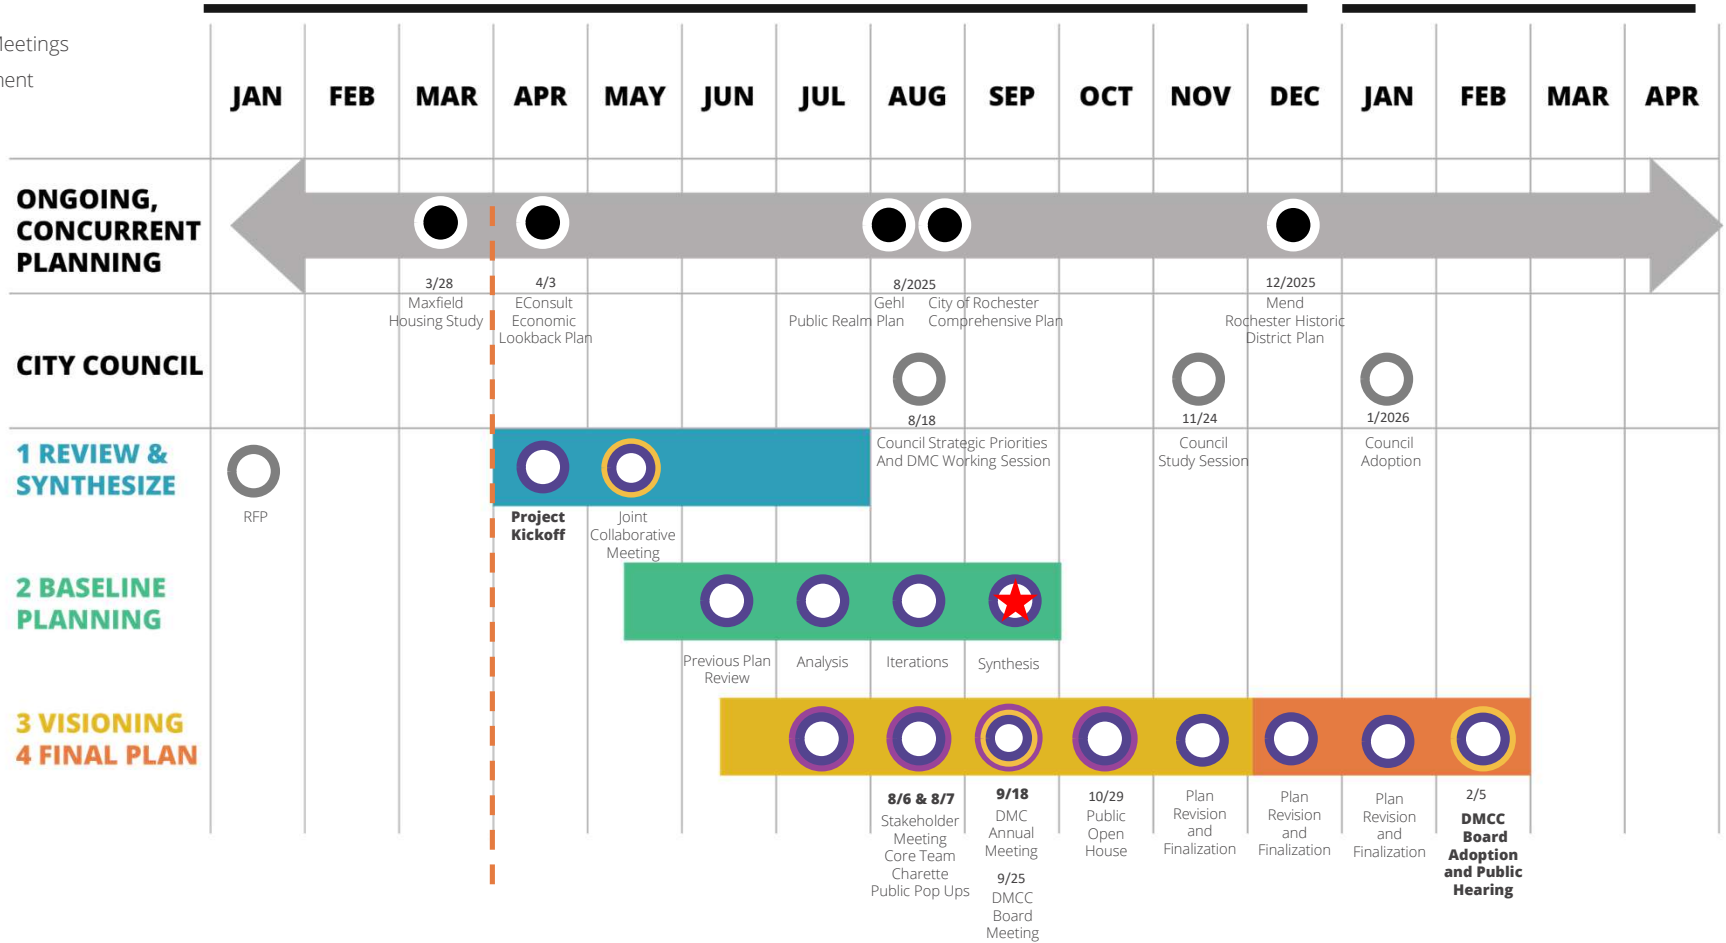 Meetings
JAN FEB MAR APR MAY JUN JUL AUG SEP OCT NOV DEC JAN FEB MAR APR
ONGOING,
CONCURRENT
PLANNING
3/28
Maxfield
Housing Study
4/3
EConsult
Economic
Lookback Plan
8/2025
Gehl
Public Realm Plan
City of Rochester
Comprehensive Plan
12/2025
Mend
Rochester Historic
District Plan
CITY COUNCIL
8/18
Council Strategic Priorities
And DMC Working Session
11/24
Council
Study Session
1/2026
Council
Adoption
1 REVIEW &
SYNTHESIZE
RFP
Project
Kickoff
Joint
Collaborative
Meeting
2 BASELINE
PLANNING
Previous Plan
Review
Analysis
Iterations
Synthesis
3 VISIONING
4 FINAL PLAN
8/6 & 8/7
Stakeholder
Meeting
Core Team
Charette
Public Pop Ups
9/18
DMC
Annual
Meeting
9/25
DMCC
Board
Meeting
10/29
Public
Open
House
Plan
Revision
and
Finalization
Plan
Revision
and
Finalization
Plan
Revision
and
Finalization
2/5
DMCC
Board
Adoption
and Public
Hearing